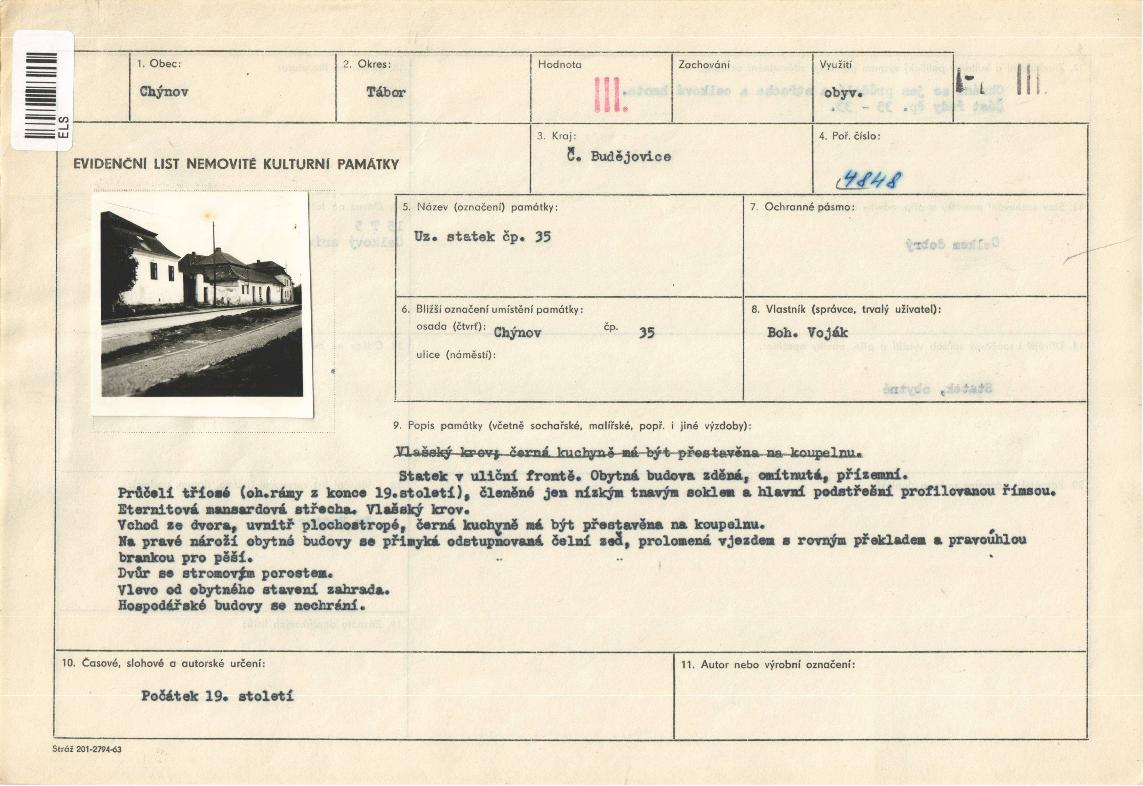 ELS
1. Obec:
Chýnov
2. Okres:
Tábor
Hodnota
III.
Zachování
Využití
obyv.
III.
EVIDENČNÍ LIST NEMOVITÉ KULTURNÍ PAMÁTKY
3. Kraj:
Č. Budějovice
4. Poř. číslo:
4848
5. Název (označení) památky:
Uz. statek čp. 35
7. Ochranné pásmo:
6. Bližší označení umístění památky:
osada (čtvrť): Chýnov čp. 35
ulice (náměstí):
8. Vlastník (správce, trvalý uživatel):
Boh. Voják
9. Popis památky (včetně sochařské, malířské, popř. i jiné výzdoby):
Vlašský krov; černá kuchyně má být přestavěna na koupelnu.
Statek v uliční frontě. Obytná budova zděná, omítnutá, přízemní.
Průčelí tříosé (oh.rámy z konce 19.století), členěné jen nízkým tnavým soklem a hlavní podstřešní profilovanou římsou.
Eternitová mansardová střecha. Vlašský krov.
Vchod ze dvora, uvnitř plochostropé, černá kuchyně má být přestavěna na koupelnu.
Na pravé nároží obytné budovy se přimyká odstupňovaná čelní zeď, prolomená vjezdem s rovným překladem a pravoúhlou
brankou pro pěší.
Dvůr se stromovým porostem.
Vlevo od obytného stavení zahrada.
Hospodářské budovy se nechrání.
10. Časové, slohové a autorské určení:
Počátek 19. století
11. Autor nebo výrobní označení:
Stráž 201-2794-63